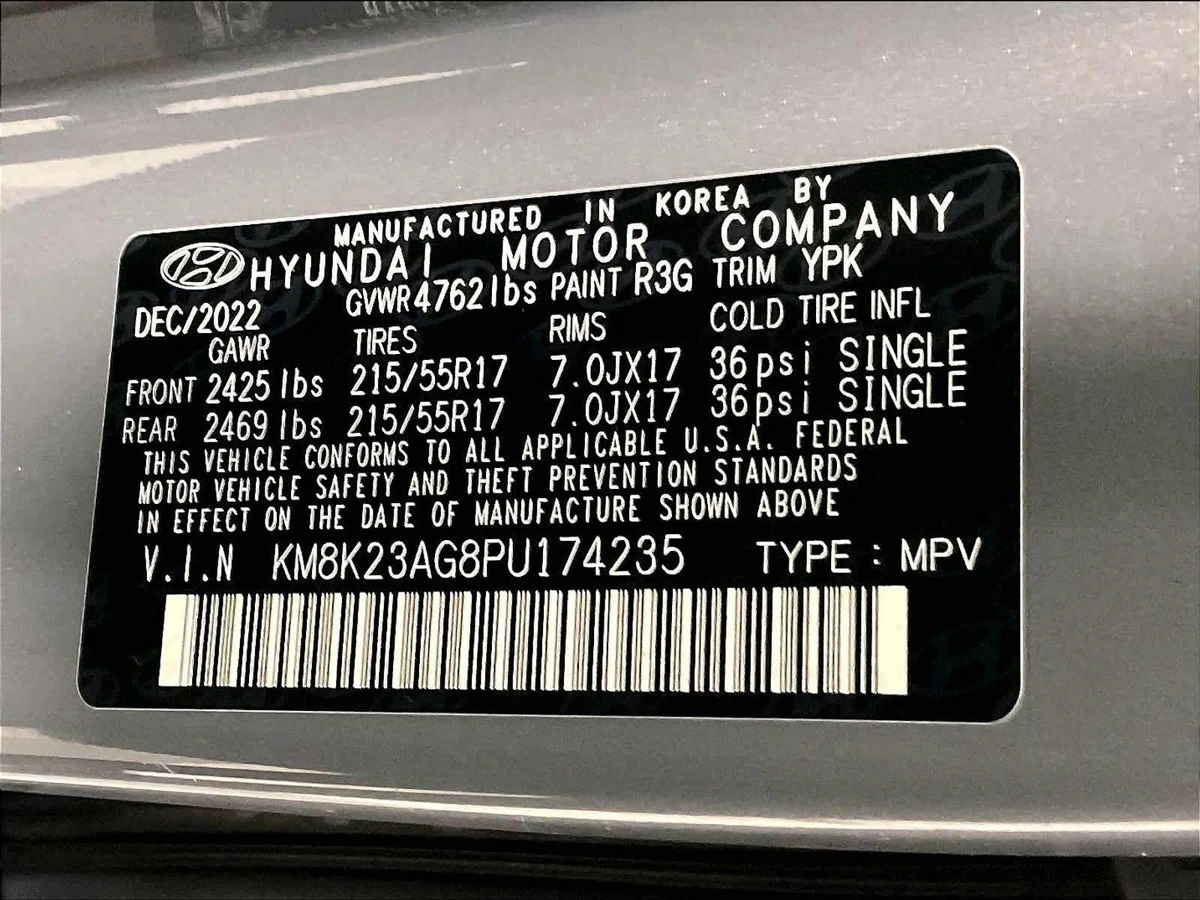 MANUFACTURED IN KOREA BY
HYUNDAI MOTOR COMPANY
DEC/2022 GVWR 4762 lbs PAINT R3G TRIM YPK
GAWR TIRES RIMS COLD TIRE INFL
FRONT 2425 lbs 215/55R17 7.0JX17 36psi SINGLE
REAR 2469 lbs 215/55R17 7.0JX17 36psi SINGLE
THIS VEHICLE CONFORMS TO ALL APPLICABLE U.S.A. FEDERAL
MOTOR VEHICLE SAFETY AND THEFT PREVENTION STANDARDS
IN EFFECT ON THE DATE OF MANUFACTURE SHOWN ABOVE
V.I.N KM8K23AG8PU174235 TYPE : MPV